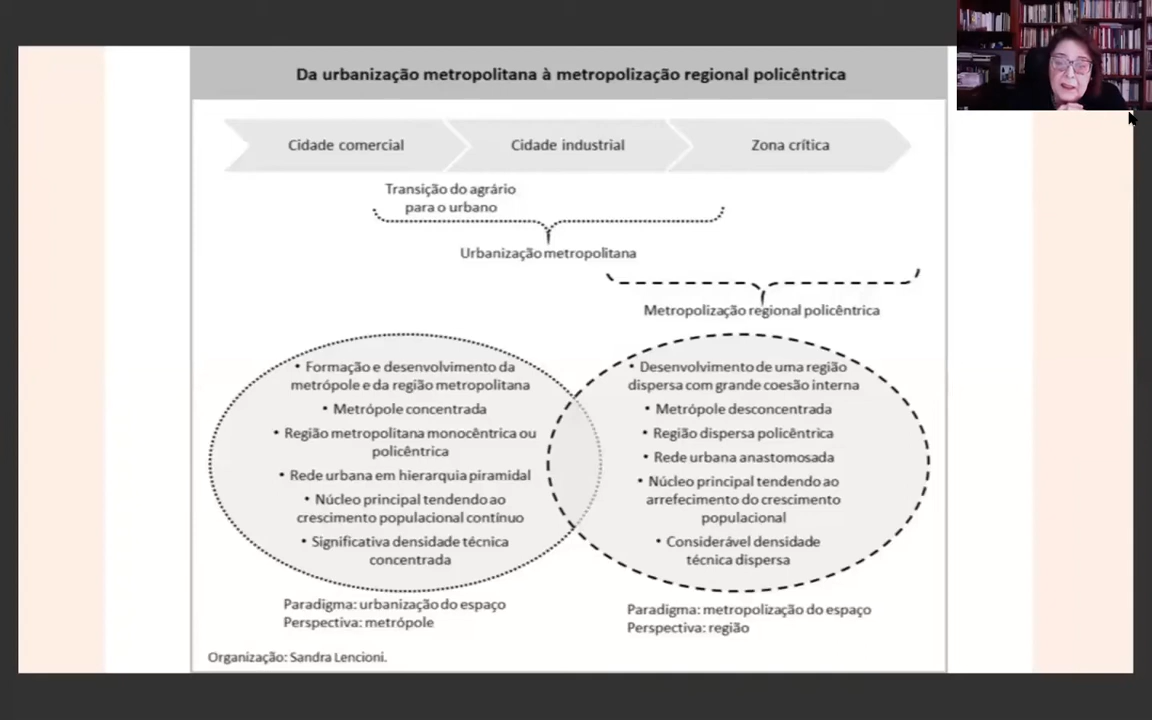 Da urbanização metropolitana à metropolização regional policêntrica
Cidade comercial
Cidade industrial
Zona crítica
Transição do agrário
para o urbano
Urbanização metropolitana
Metropolização regional policêntrica
• Formação e desenvolvimento da
metrópole e da região metropolitana
• Metrópole concentrada
• Região metropolitana monocêntrica ou
policêntrica
• Rede urbana em hierarquia piramidal
• Núcleo principal tendendo ao
crescimento populacional contínuo
• Significativa densidade técnica
concentrada
• Desenvolvimento de uma região
dispersa com grande coesão interna
• Metrópole desconcentrada
• Região dispersa policêntrica
• Rede urbana anastomosada
• Núcleo principal tendendo ao
arrefecimento do crescimento
populacional
• Considerável densidade
técnica dispersa
Paradigma: urbanização do espaço
Perspectiva: metrópole
Paradigma: metropolização do espaço
Perspectiva: região
Organização: Sandra Lencioni.